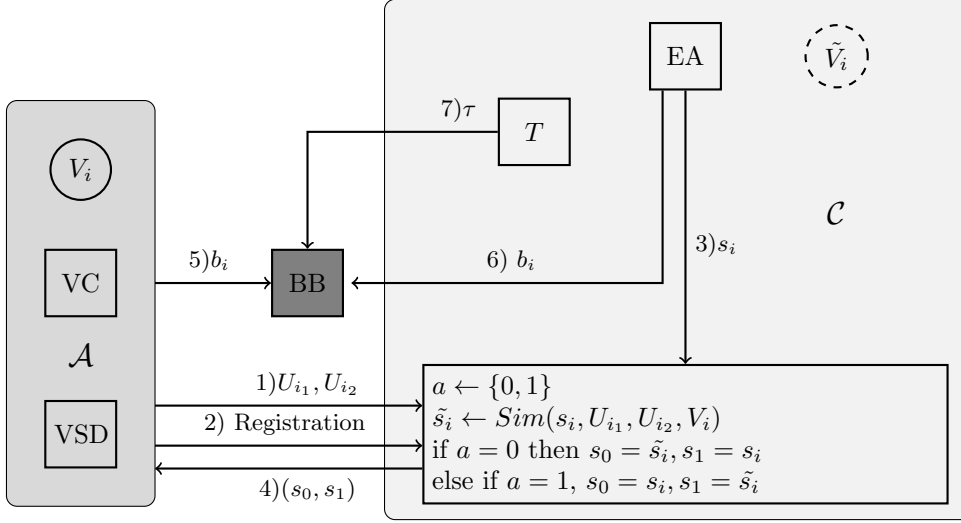 EA
Ṽ_i
7)τ
T
V_i
𝒞
5)b_i
6) b_i
3)s_i
VC
BB
𝒜
1)U_{i_1}, U_{i_2}
2) Registration
VSD
4)(s_0, s_1)
a ← {0, 1}
s̃_i ← Sim(s_i, U_{i_1}, U_{i_2}, V_i)
if a = 0 then s_0 = s̃_i, s_1 = s_i
else if a = 1, s_0 = s_i, s_1 = s̃_i